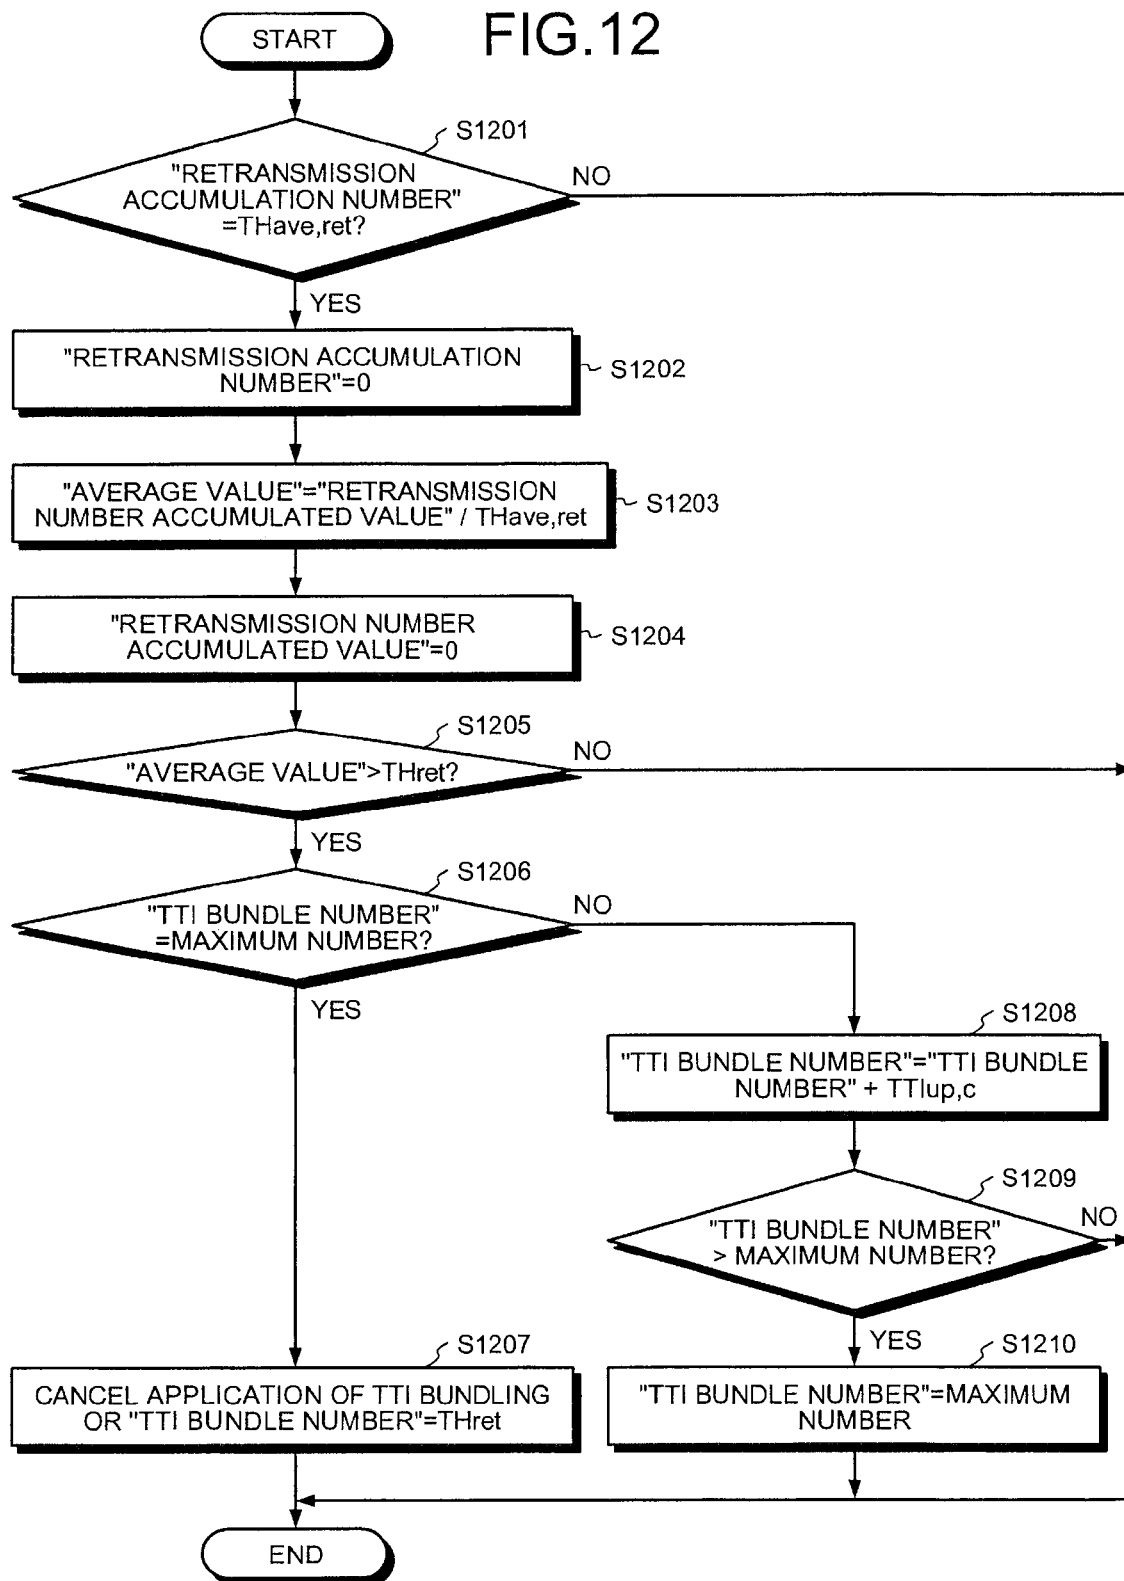 FIG.12
START
S1201
"RETRANSMISSION
ACCUMULATION NUMBER"
=THave,ret?
NO
YES
"RETRANSMISSION ACCUMULATION
NUMBER"=0
S1202
"AVERAGE VALUE"="RETRANSMISSION
NUMBER ACCUMULATED VALUE" / THave,ret
S1203
"RETRANSMISSION NUMBER
ACCUMULATED VALUE"=0
S1204
S1205
"AVERAGE VALUE">THret?
NO
YES
S1206
"TTI BUNDLE NUMBER"
=MAXIMUM NUMBER?
NO
YES
S1208
"TTI BUNDLE NUMBER"="TTI BUNDLE
NUMBER" + TTIup,c
S1209
"TTI BUNDLE NUMBER"
> MAXIMUM NUMBER?
NO
YES
S1207
CANCEL APPLICATION OF TTI BUNDLING
OR "TTI BUNDLE NUMBER"=THret
S1210
"TTI BUNDLE NUMBER"=MAXIMUM
NUMBER
END